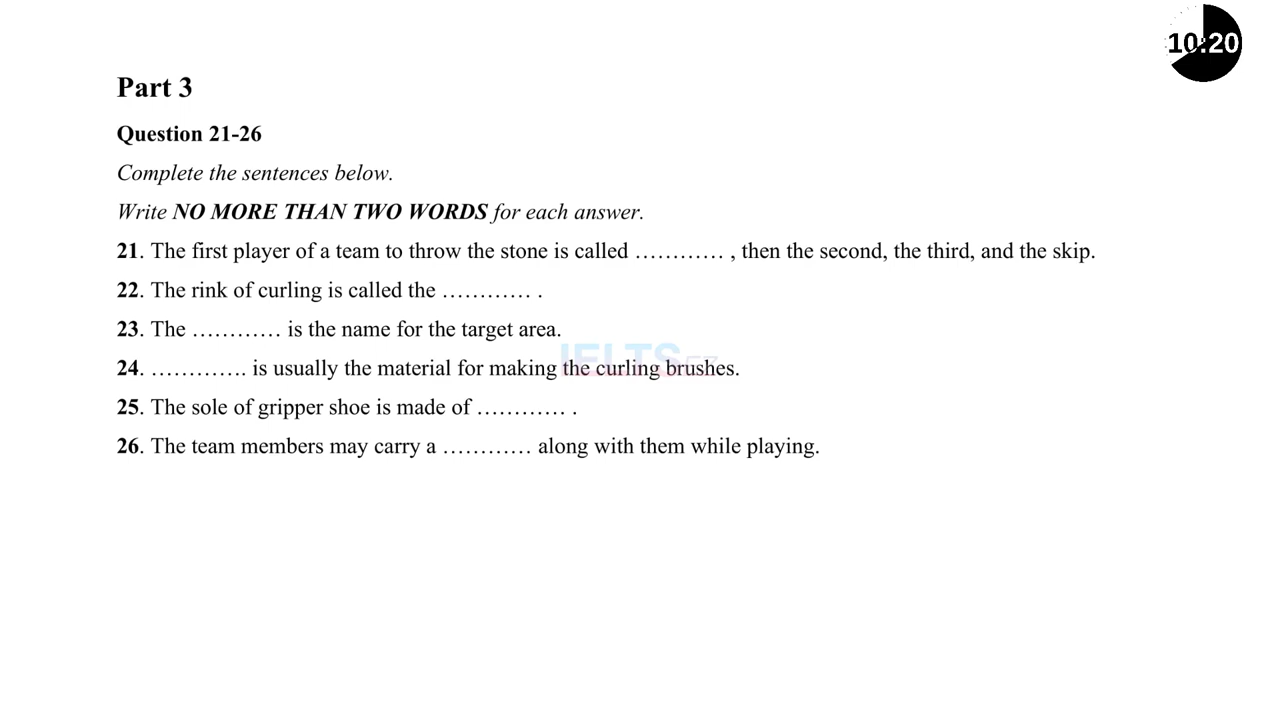 10:20
Part 3
Question 21-26
Complete the sentences below.
Write NO MORE THAN TWO WORDS for each answer.
21. The first player of a team to throw the stone is called ………… , then the second, the third, and the skip.
22. The rink of curling is called the ………… .
23. The ………… is the name for the target area.
24. …………. is usually the material for making the curling brushes.
25. The sole of gripper shoe is made of ………… .
26. The team members may carry a ………… along with them while playing.
IELTS